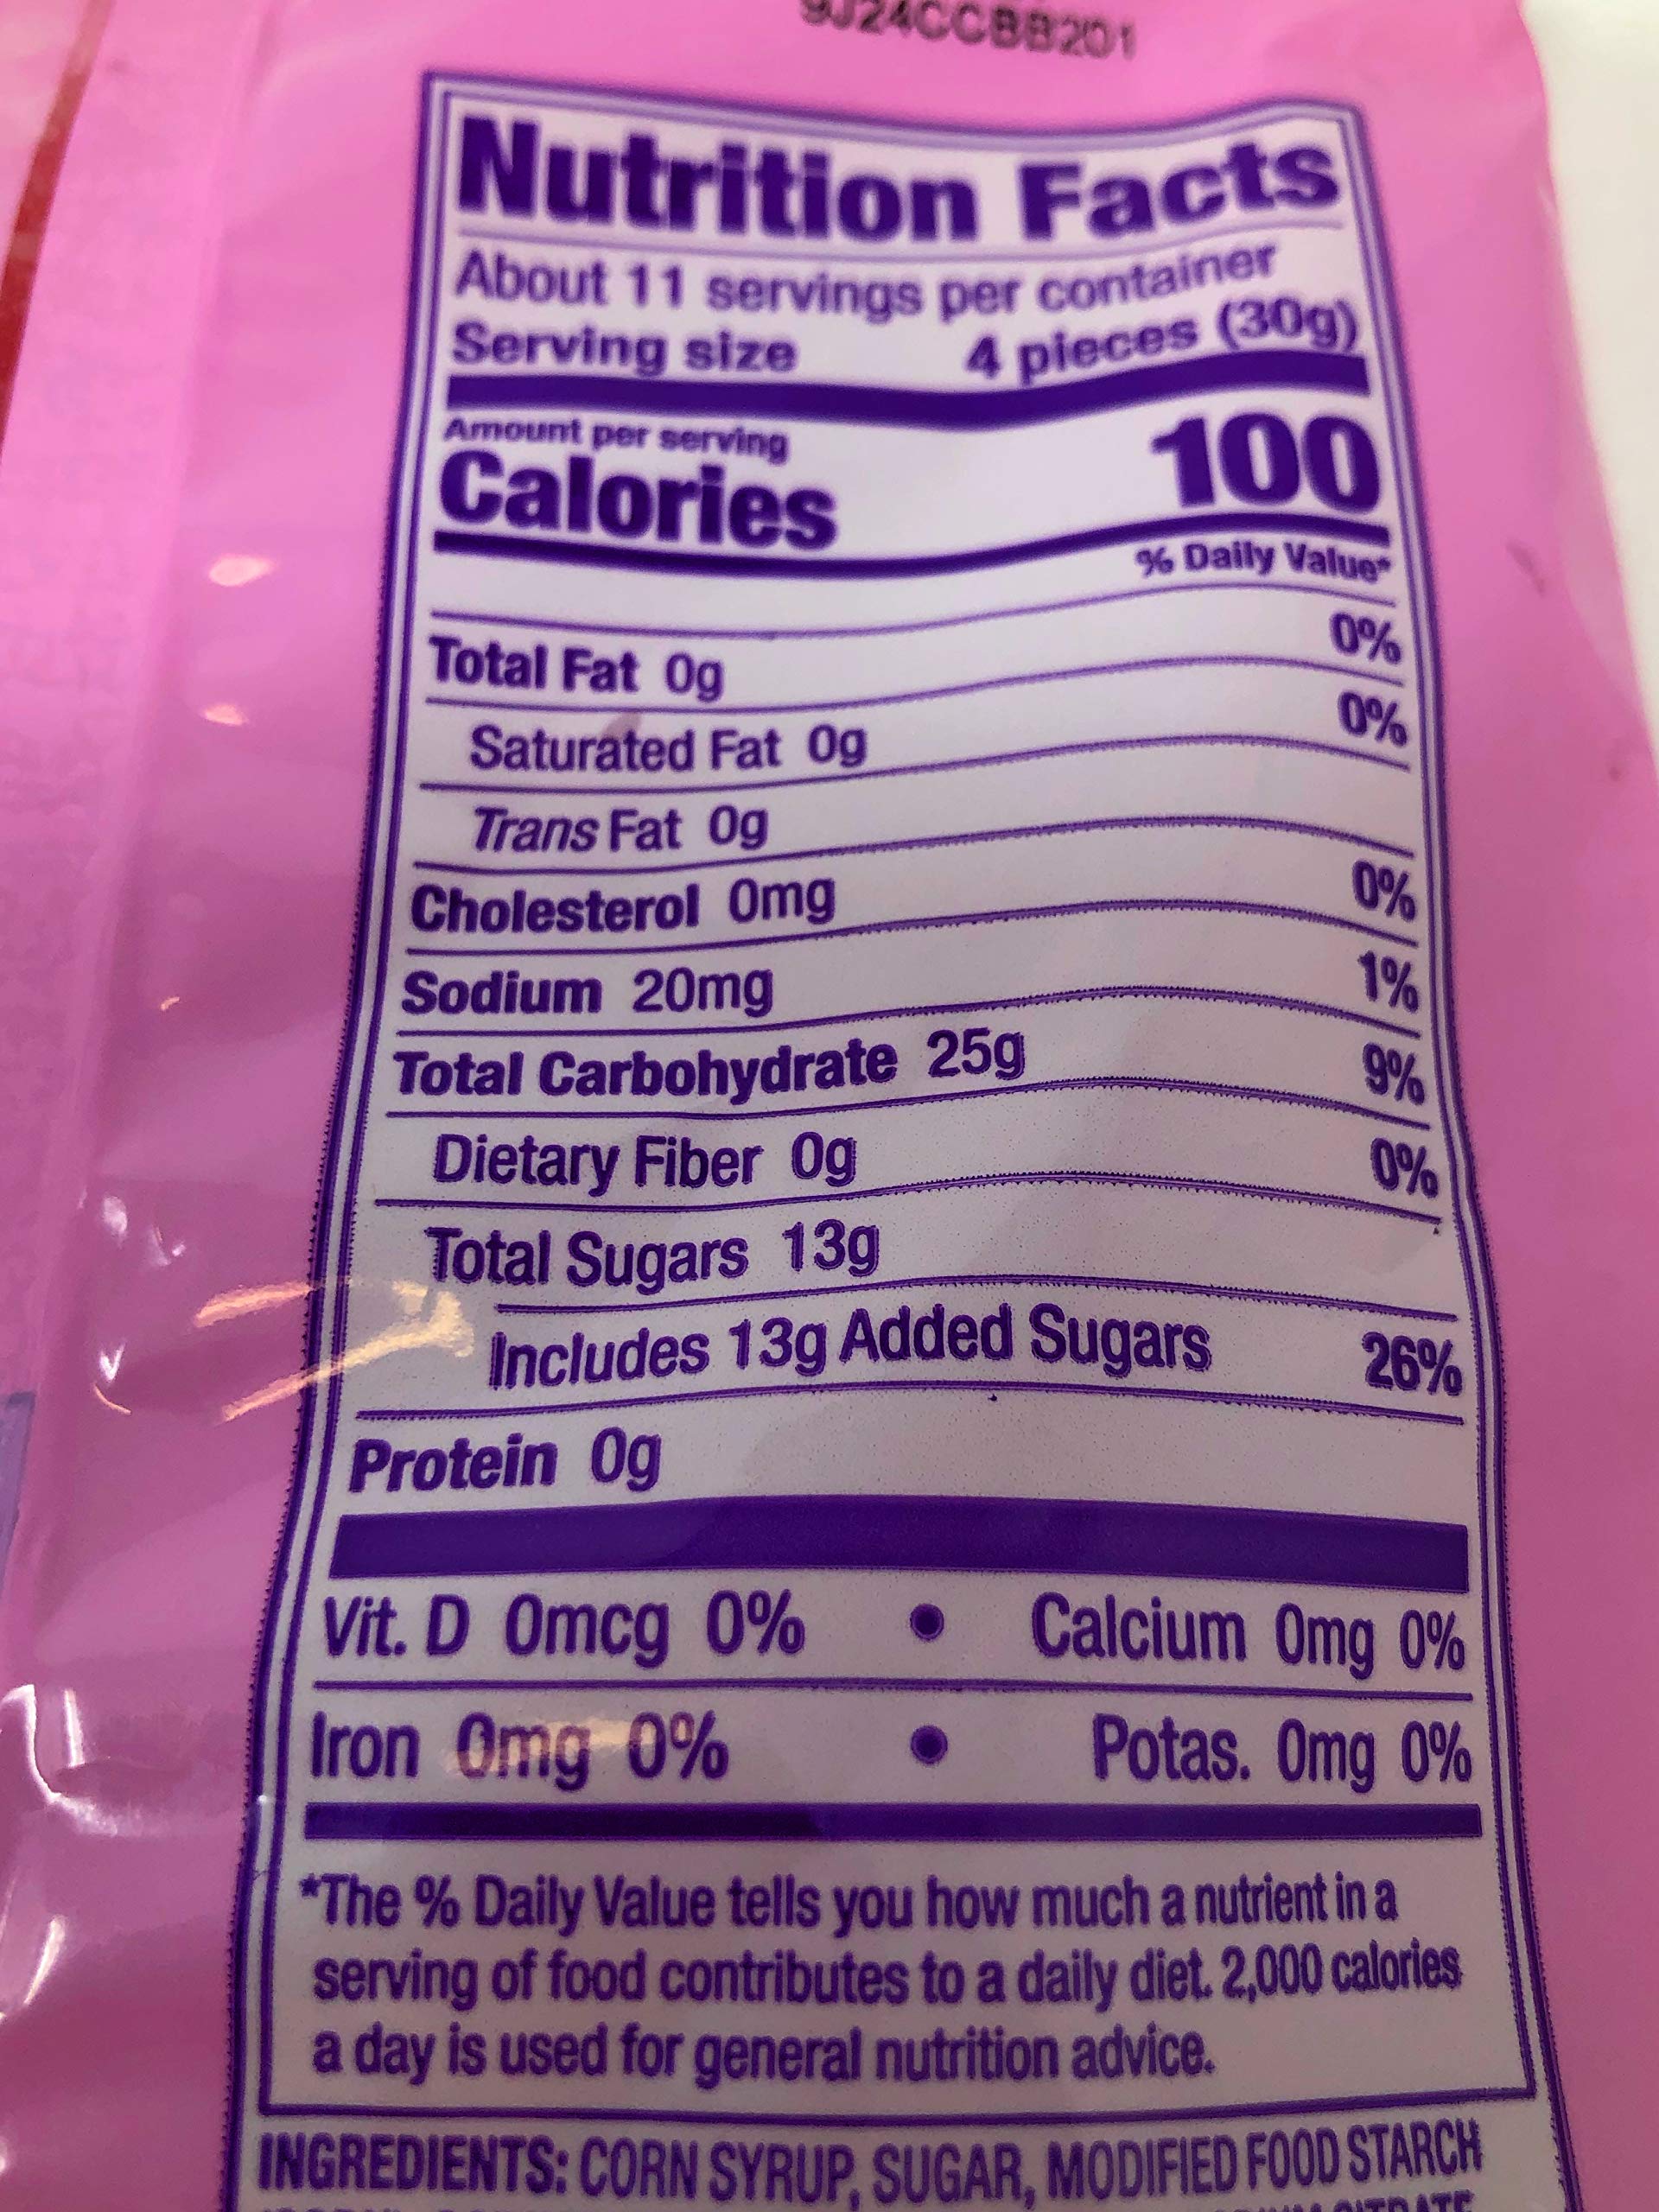 9J24CCBB201
Nutrition Facts
About 11 servings per container
Serving size 4 pieces (30g)
Amount per serving
Calories 100
% Daily Value*
Total Fat 0g 0%
Saturated Fat 0g 0%
Trans Fat 0g
Cholesterol 0mg 0%
Sodium 20mg 1%
Total Carbohydrate 25g 9%
Dietary Fiber 0g 0%
Total Sugars 13g
Includes 13g Added Sugars 26%
Protein 0g
Vit. D 0mcg 0% • Calcium 0mg 0%
Iron 0mg 0% • Potas. 0mg 0%
*The % Daily Value tells you how much a nutrient in a
serving of food contributes to a daily diet. 2,000 calories
a day is used for general nutrition advice.
INGREDIENTS: CORN SYRUP, SUGAR, MODIFIED FOOD STARCH